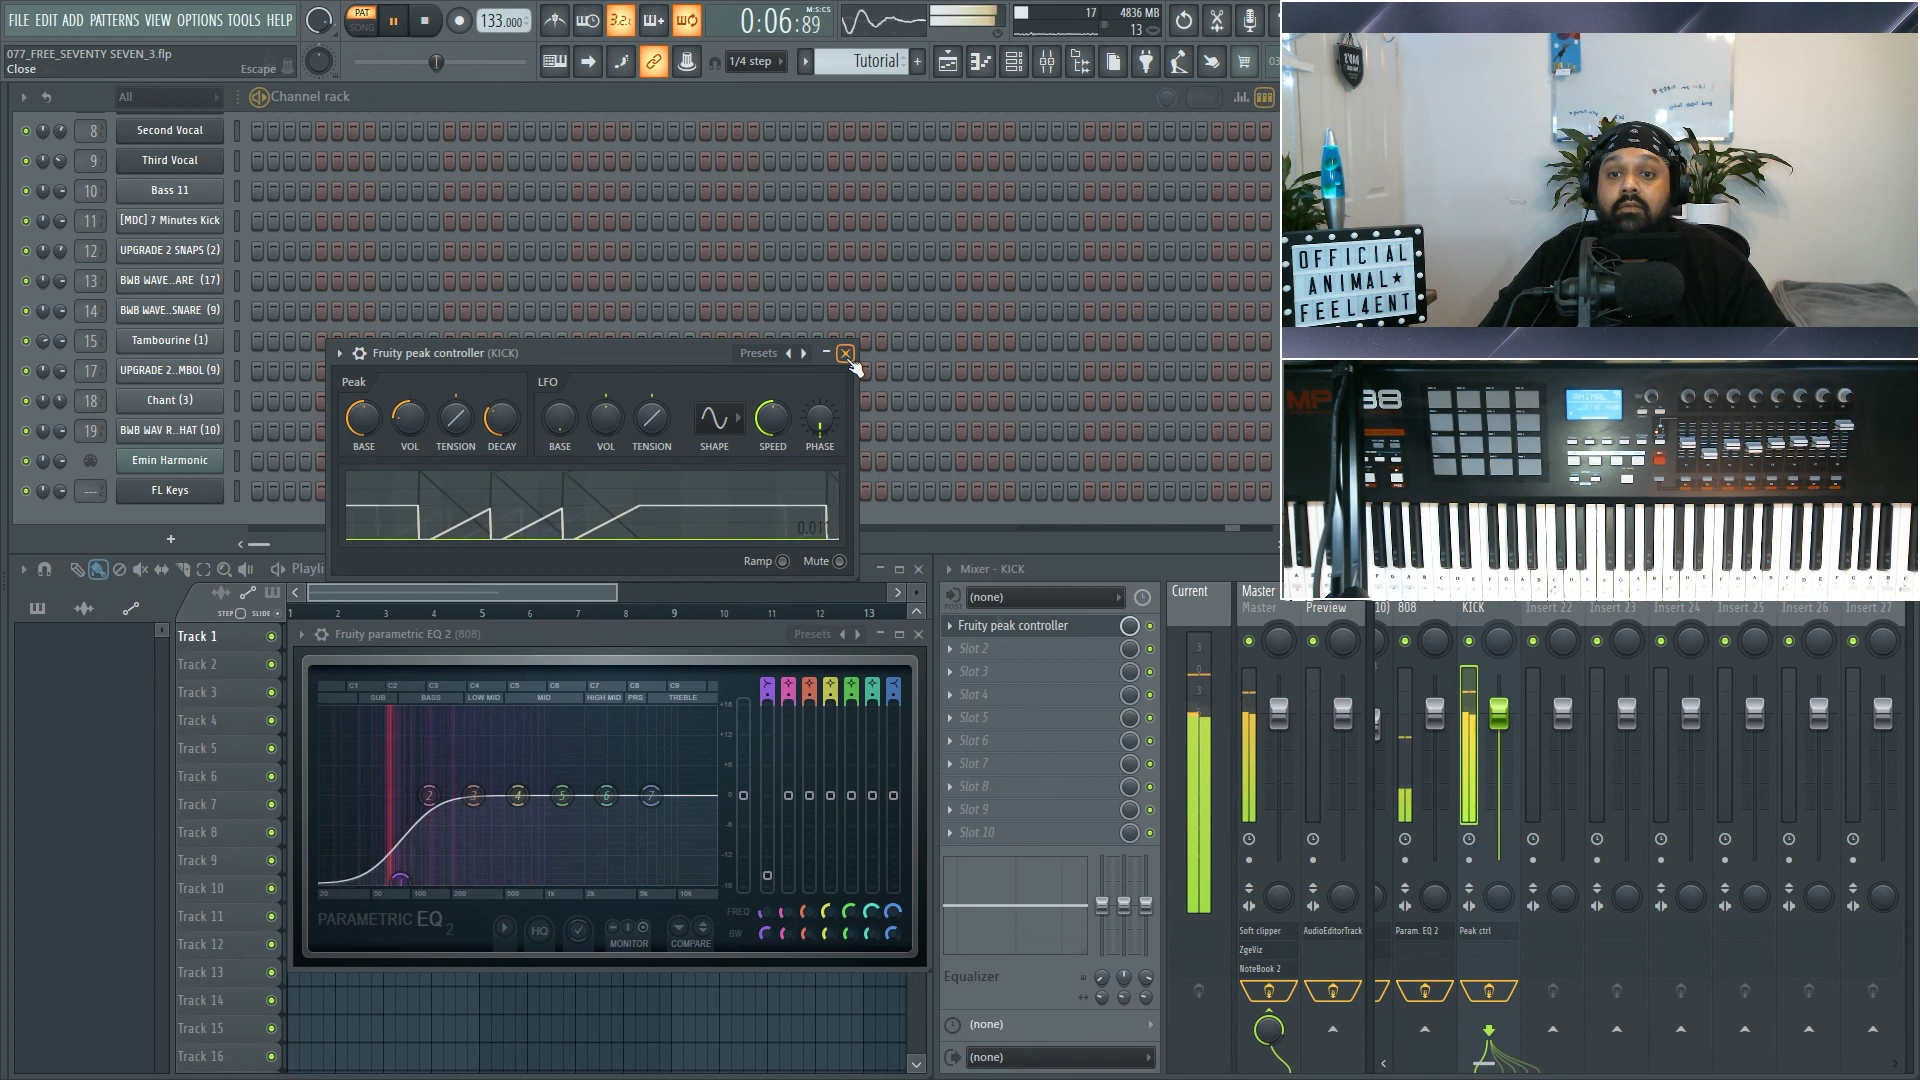 FILE EDIT ADD PATTERNS VIEW OPTIONS TOOLS HELP
PAT
SONG
133.000
3.2.
0:06:89
M:S:CS
17
4836 MB
13
077_FREE_SEVENTY SEVEN_3.flp
Close
Escape
1/4 step
Tutorial
+
All
Channel rack
8
Second Vocal
9
Third Vocal
10
Bass 11
11
[MDC] 7 Minutes Kick
12
UPGRADE 2 SNAPS (2)
13
BWB WAVE..ARE (17)
14
BWB WAVE..SNARE (9)
15
Tambourine (1)
17
UPGRADE 2..MBOL (9)
18
Chant (3)
19
BWB WAV R..HAT (10)
Emin Harmonic
---
FL Keys
+
Fruity peak controller (KICK)
Presets
Peak
LFO
BASE
VOL
TENSION
DECAY
BASE
VOL
TENSION
SHAPE
SPEED
PHASE
0.011
Ramp
Mute
OFFICIAL
ANIMAL★
FEEL4ENT
Playli
STEP
SLIDE
1 2 3 4 5 6 7 8 9 10 11 12 13
Track 1
Track 2
Track 3
Track 4
Track 5
Track 6
Track 7
Track 8
Track 9
Track 10
Track 11
Track 12
Track 13
Track 14
Track 15
Track 16
Fruity parametric EQ 2 (808)
Presets
C1 C2 C3 C4 C5 C6 C7 C8 C9
SUB BASS LOW MID MID HIGH MID PRS TREBLE
+18
+12
+6
0
-6
-12
-18
1 2 3 4 5 6 7
20 50 100 200 500 1k 2k 5k 10k
PARAMETRIC EQ 2
HQ
MONITOR
COMPARE
FREQ
BW
Mixer - KICK
POST
(none)
Fruity peak controller
Slot 2
Slot 3
Slot 4
Slot 5
Slot 6
Slot 7
Slot 8
Slot 9
Slot 10
Equalizer
(none)
(none)
Current
Master
Master
Preview
10)
808
KICK
Insert 22
Insert 23
Insert 24
Insert 25
Insert 26
Insert 27
3
0
3
Soft clipper
ZgeViz
NoteBook 2
AudioEditorTrack
Param. EQ 2
Peak ctrl